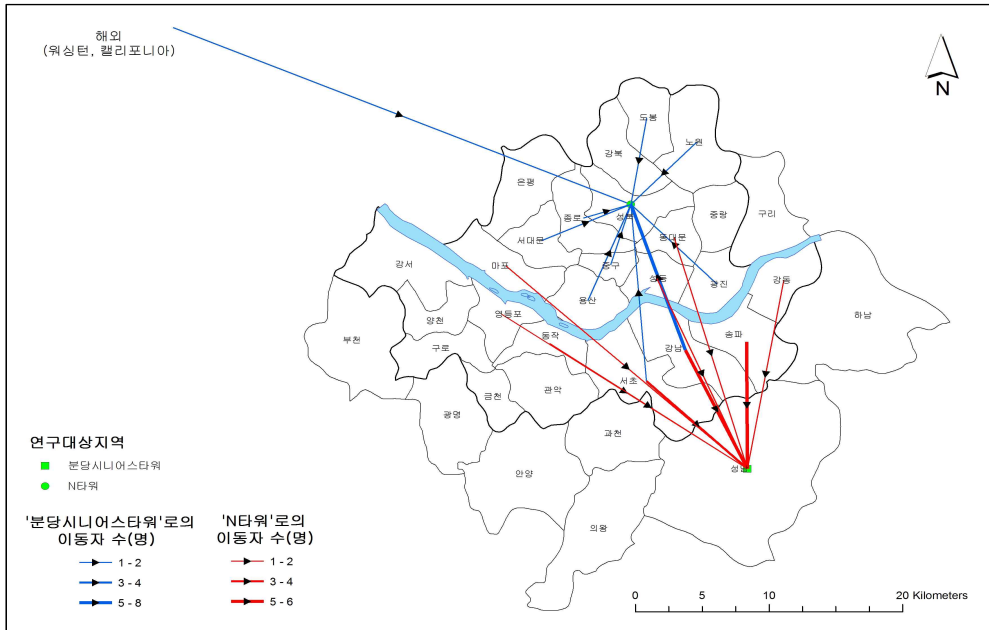 해외
(워싱턴, 캘리포니아)
N
도봉
노원
강북
은평
중랑
구리
종로
성북
서대문
동대문
강서
마포
중구
성동
광진
강동
용산
하남
영등포
양천
동작
송파
부천
구로
강남
서초
관악
금천
광명
과천
성남
안양
의왕
연구대상지역
분당시니어스타워
N타워
'분당시니어스타워'로의
이동자 수(명)
1 - 2
3 - 4
5 - 8
'N타워'로의
이동자 수(명)
1 - 2
3 - 4
5 - 6
0 5 10 20 Kilometers